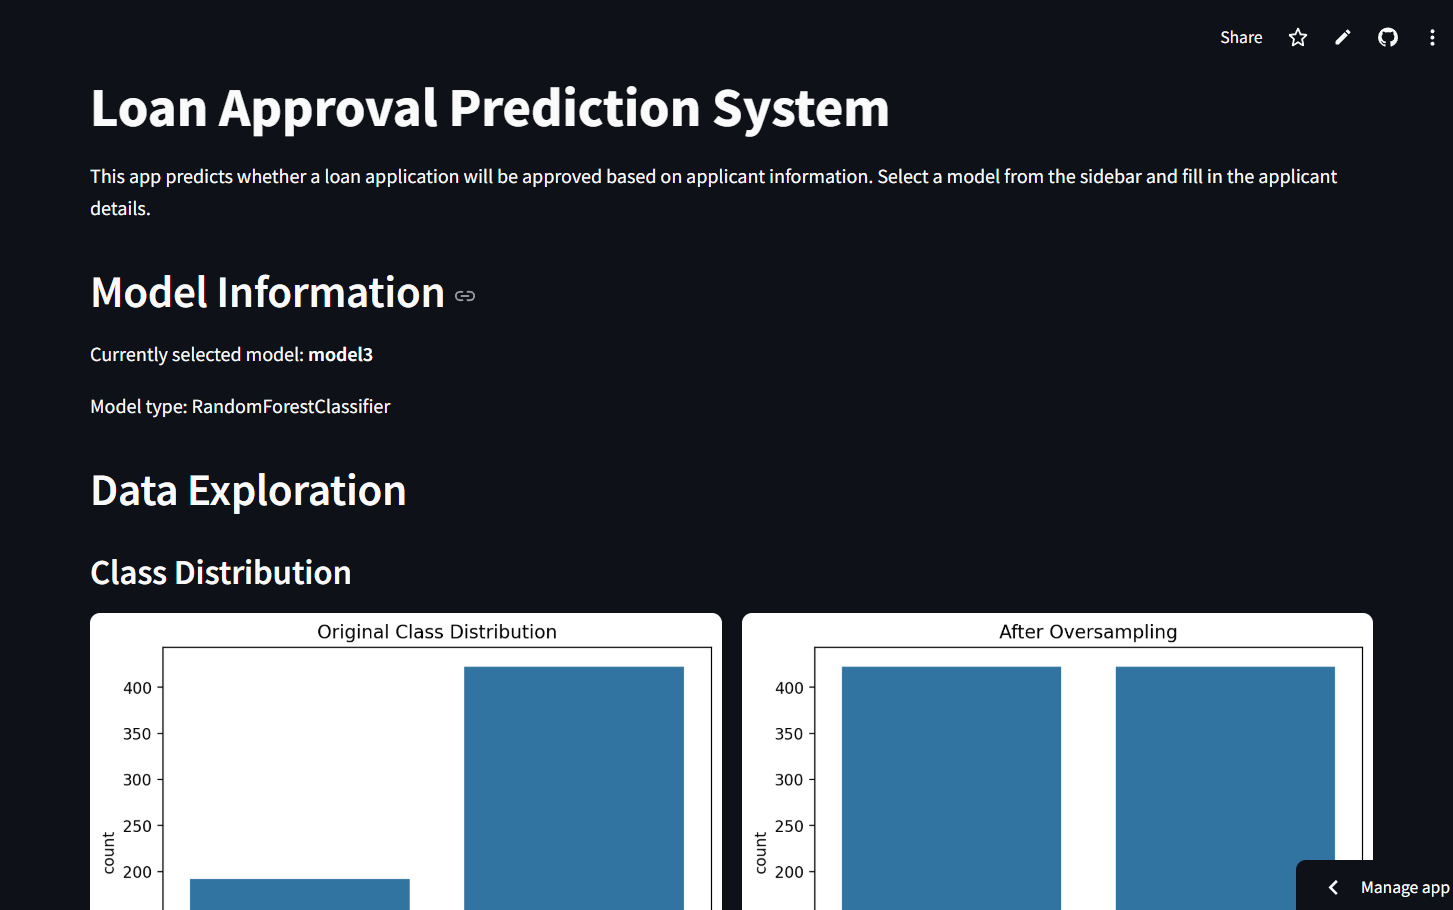 Share
Loan Approval Prediction System
This app predicts whether a loan application will be approved based on applicant information. Select a model from the sidebar and fill in the applicant
details.
Model Information
Currently selected model: model3
Model type: RandomForestClassifier
Data Exploration
Class Distribution
Original Class Distribution
400
350
300
250
200
count
After Oversampling
400
350
300
250
200
count
Manage app